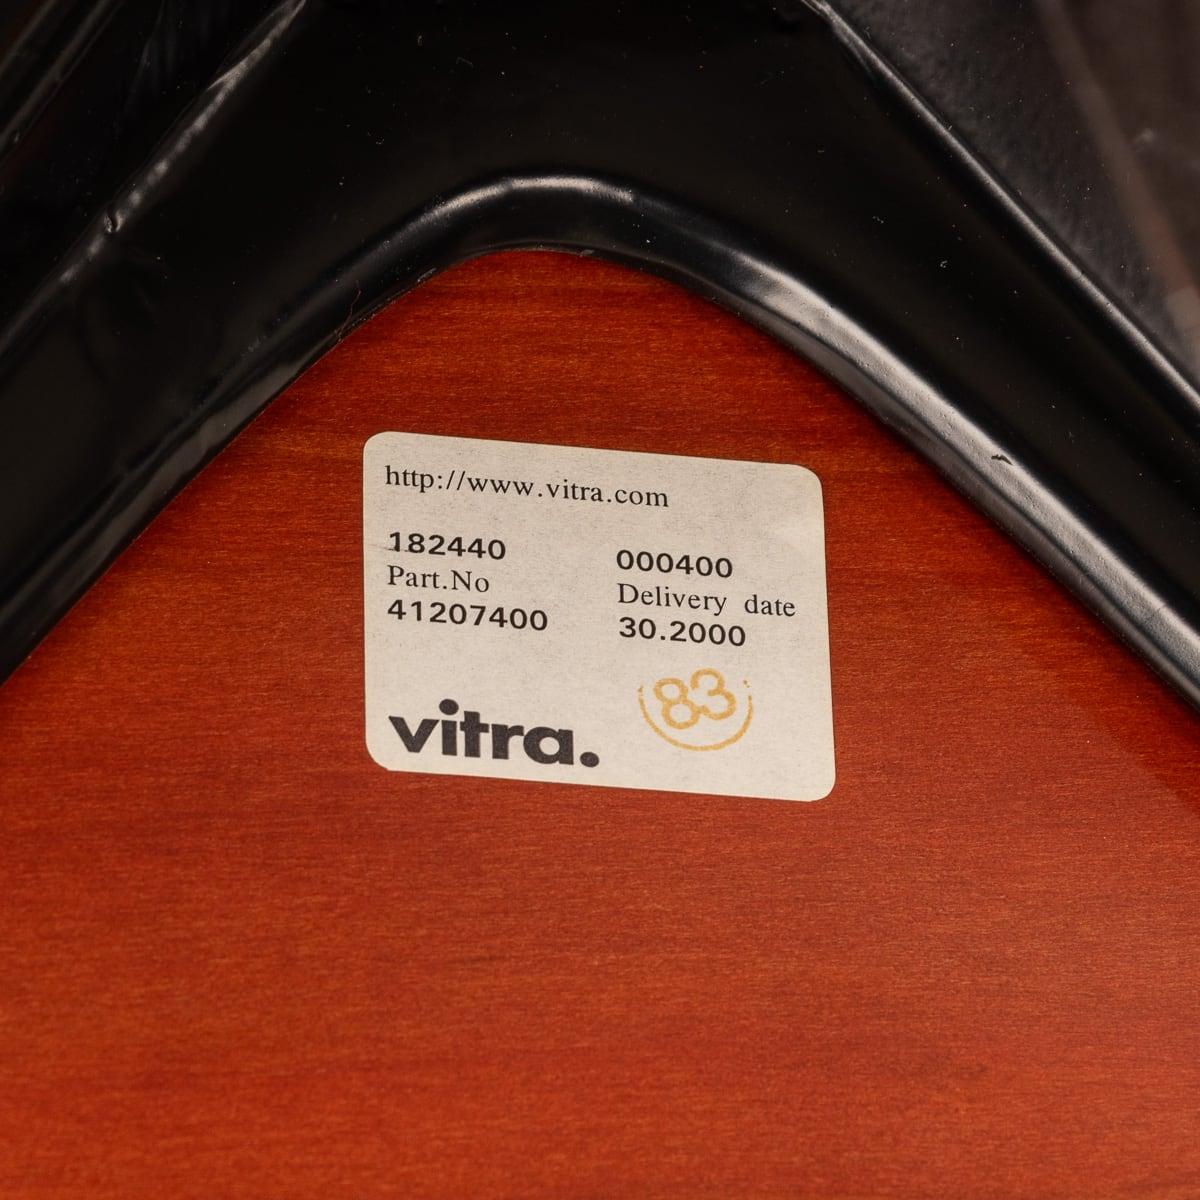 http://www.vitra.com
182440 000400
Part.No Delivery date
41207400 30.2000
83
vitra.